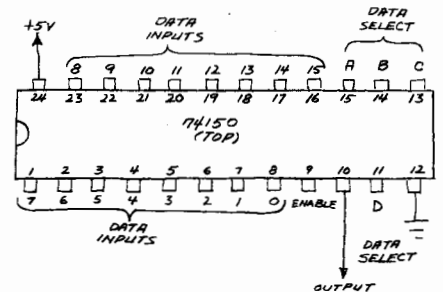 DATA
INPUTS
DATA
SELECT
+5V
8 9 10 11 12 13 14 15 A B C
24 23 22 21 20 19 18 17 16 15 14 13
74150
(TOP)
1 2 3 4 5 6 7 8 9 10 11 12
7 6 5 4 3 2 1 0 ENABLE D
DATA
INPUTS
DATA
SELECT
OUTPUT